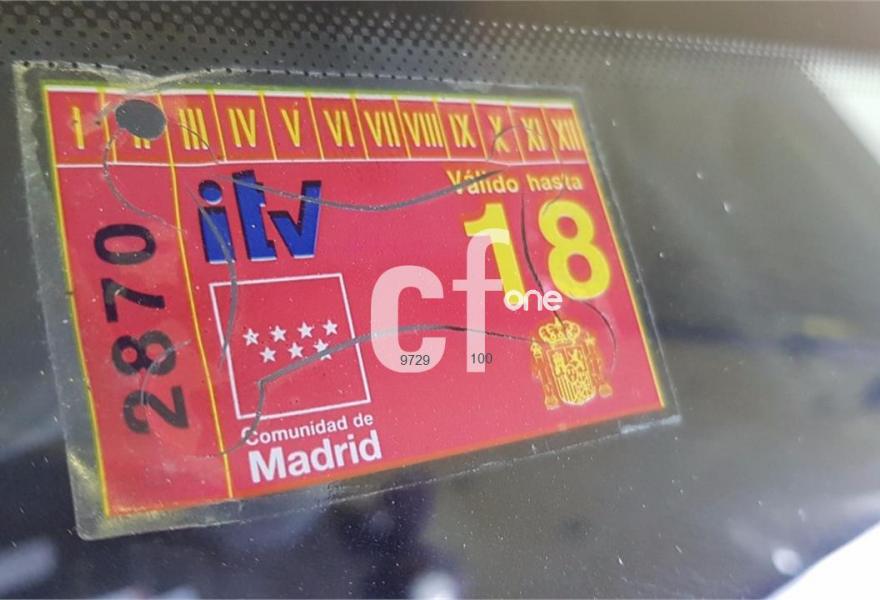 I II III IV V VI VII VIII IX X XI XII
itv
Válido hasta
18
2870
cf one
9729 100
Comunidad de
Madrid